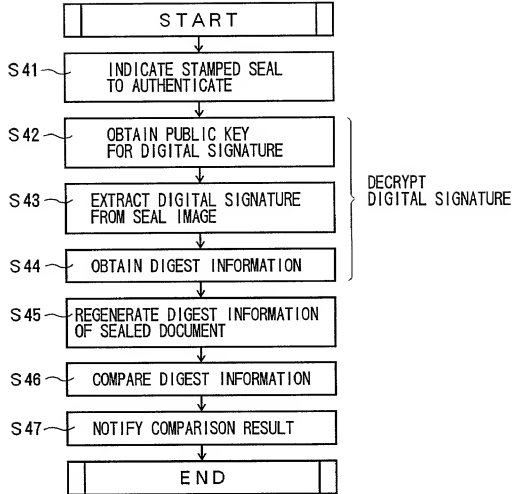 START
S41
INDICATE STAMPED SEAL
TO AUTHENTICATE
S42
OBTAIN PUBLIC KEY
FOR DIGITAL SIGNATURE
S43
EXTRACT DIGITAL SIGNATURE
FROM SEAL IMAGE
DECRYPT
DIGITAL SIGNATURE
S44
OBTAIN DIGEST INFORMATION
S45
REGENERATE DIGEST INFORMATION
OF SEALED DOCUMENT
S46
COMPARE DIGEST INFORMATION
S47
NOTIFY COMPARISON RESULT
END